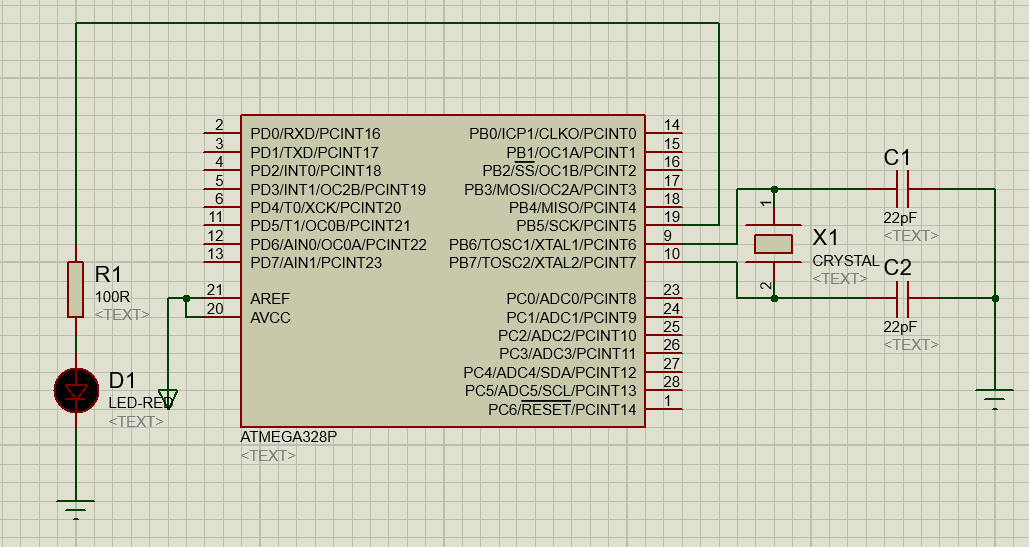 2 PD0/RXD/PCINT16
3 PD1/TXD/PCINT17
4 PD2/INT0/PCINT18
5 PD3/INT1/OC2B/PCINT19
6 PD4/T0/XCK/PCINT20
11 PD5/T1/OC0B/PCINT21
12 PD6/AIN0/OC0A/PCINT22
13 PD7/AIN1/PCINT23
21 AREF
20 AVCC
PB0/ICP1/CLKO/PCINT0 14
PB1/OC1A/PCINT1 15
PB2/SS/OC1B/PCINT2 16
PB3/MOSI/OC2A/PCINT3 17
PB4/MISO/PCINT4 18
PB5/SCK/PCINT5 19
PB6/TOSC1/XTAL1/PCINT6 9
PB7/TOSC2/XTAL2/PCINT7 10
PC0/ADC0/PCINT8 23
PC1/ADC1/PCINT9 24
PC2/ADC2/PCINT10 25
PC3/ADC3/PCINT11 26
PC4/ADC4/SDA/PCINT12 27
PC5/ADC5/SCL/PCINT13 28
PC6/RESET/PCINT14 1
ATMEGA328P
<TEXT>
R1
100R
<TEXT>
D1
LED-RED
<TEXT>
1
X1
CRYSTAL
<TEXT>
2
C1
22pF
<TEXT>
C2
22pF
<TEXT>